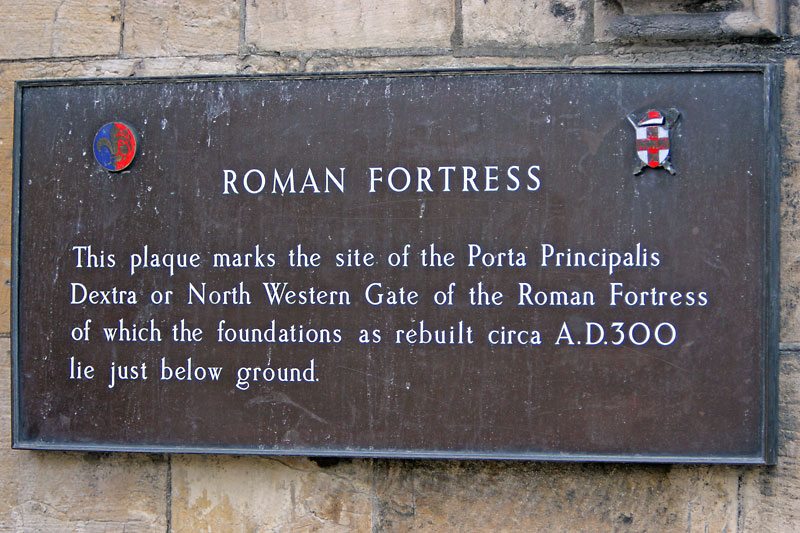 ROMAN FORTRESS
This plaque marks the site of the Porta Principalis
Dextra or North Western Gate of the Roman Fortress
of which the foundations as rebuilt circa A.D.300
lie just below ground.